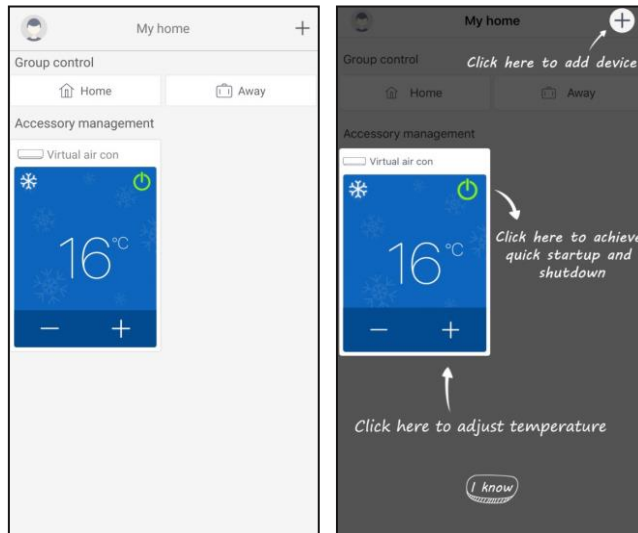 My home +
Group control
Home Away
Accessory management
Virtual air con
16°C
− +
My home +
Click here to add device
Group control
Home Away
Accessory management
Virtual air con
16°C
− +
Click here to achieve
quick startup and
shutdown
Click here to adjust temperature
I know